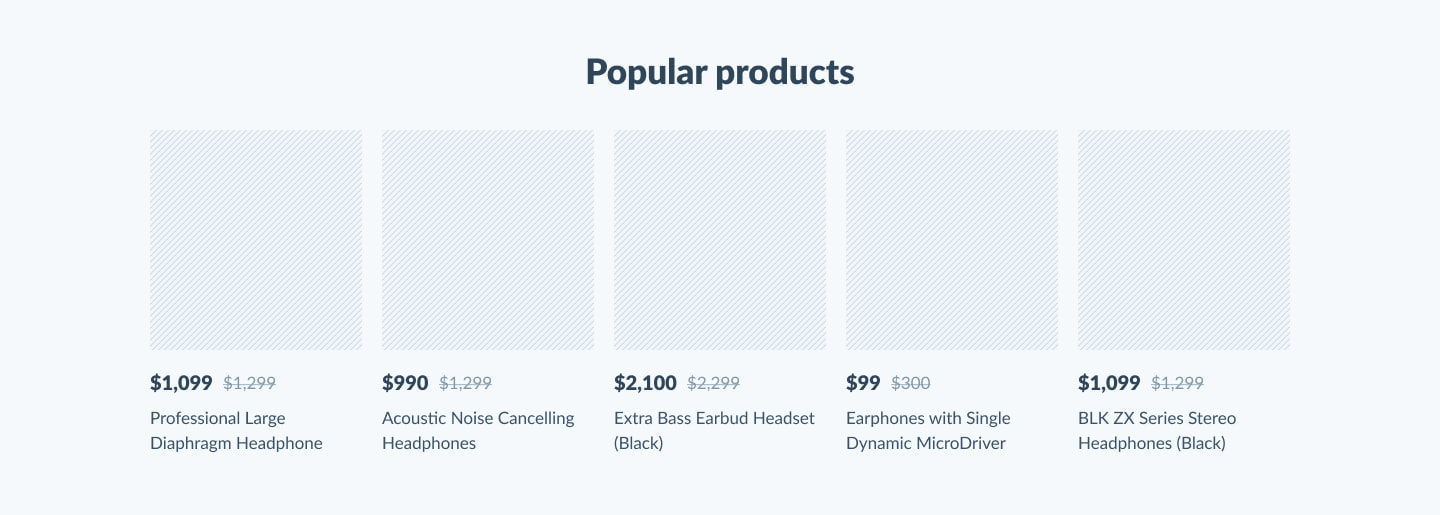 Popular products
$1,099 $1,299
Professional Large
Diaphragm Headphone
$990 $1,299
Acoustic Noise Cancelling
Headphones
$2,100 $2,299
Extra Bass Earbud Headset
(Black)
$99 $300
Earphones with Single
Dynamic MicroDriver
$1,099 $1,299
BLK ZX Series Stereo
Headphones (Black)